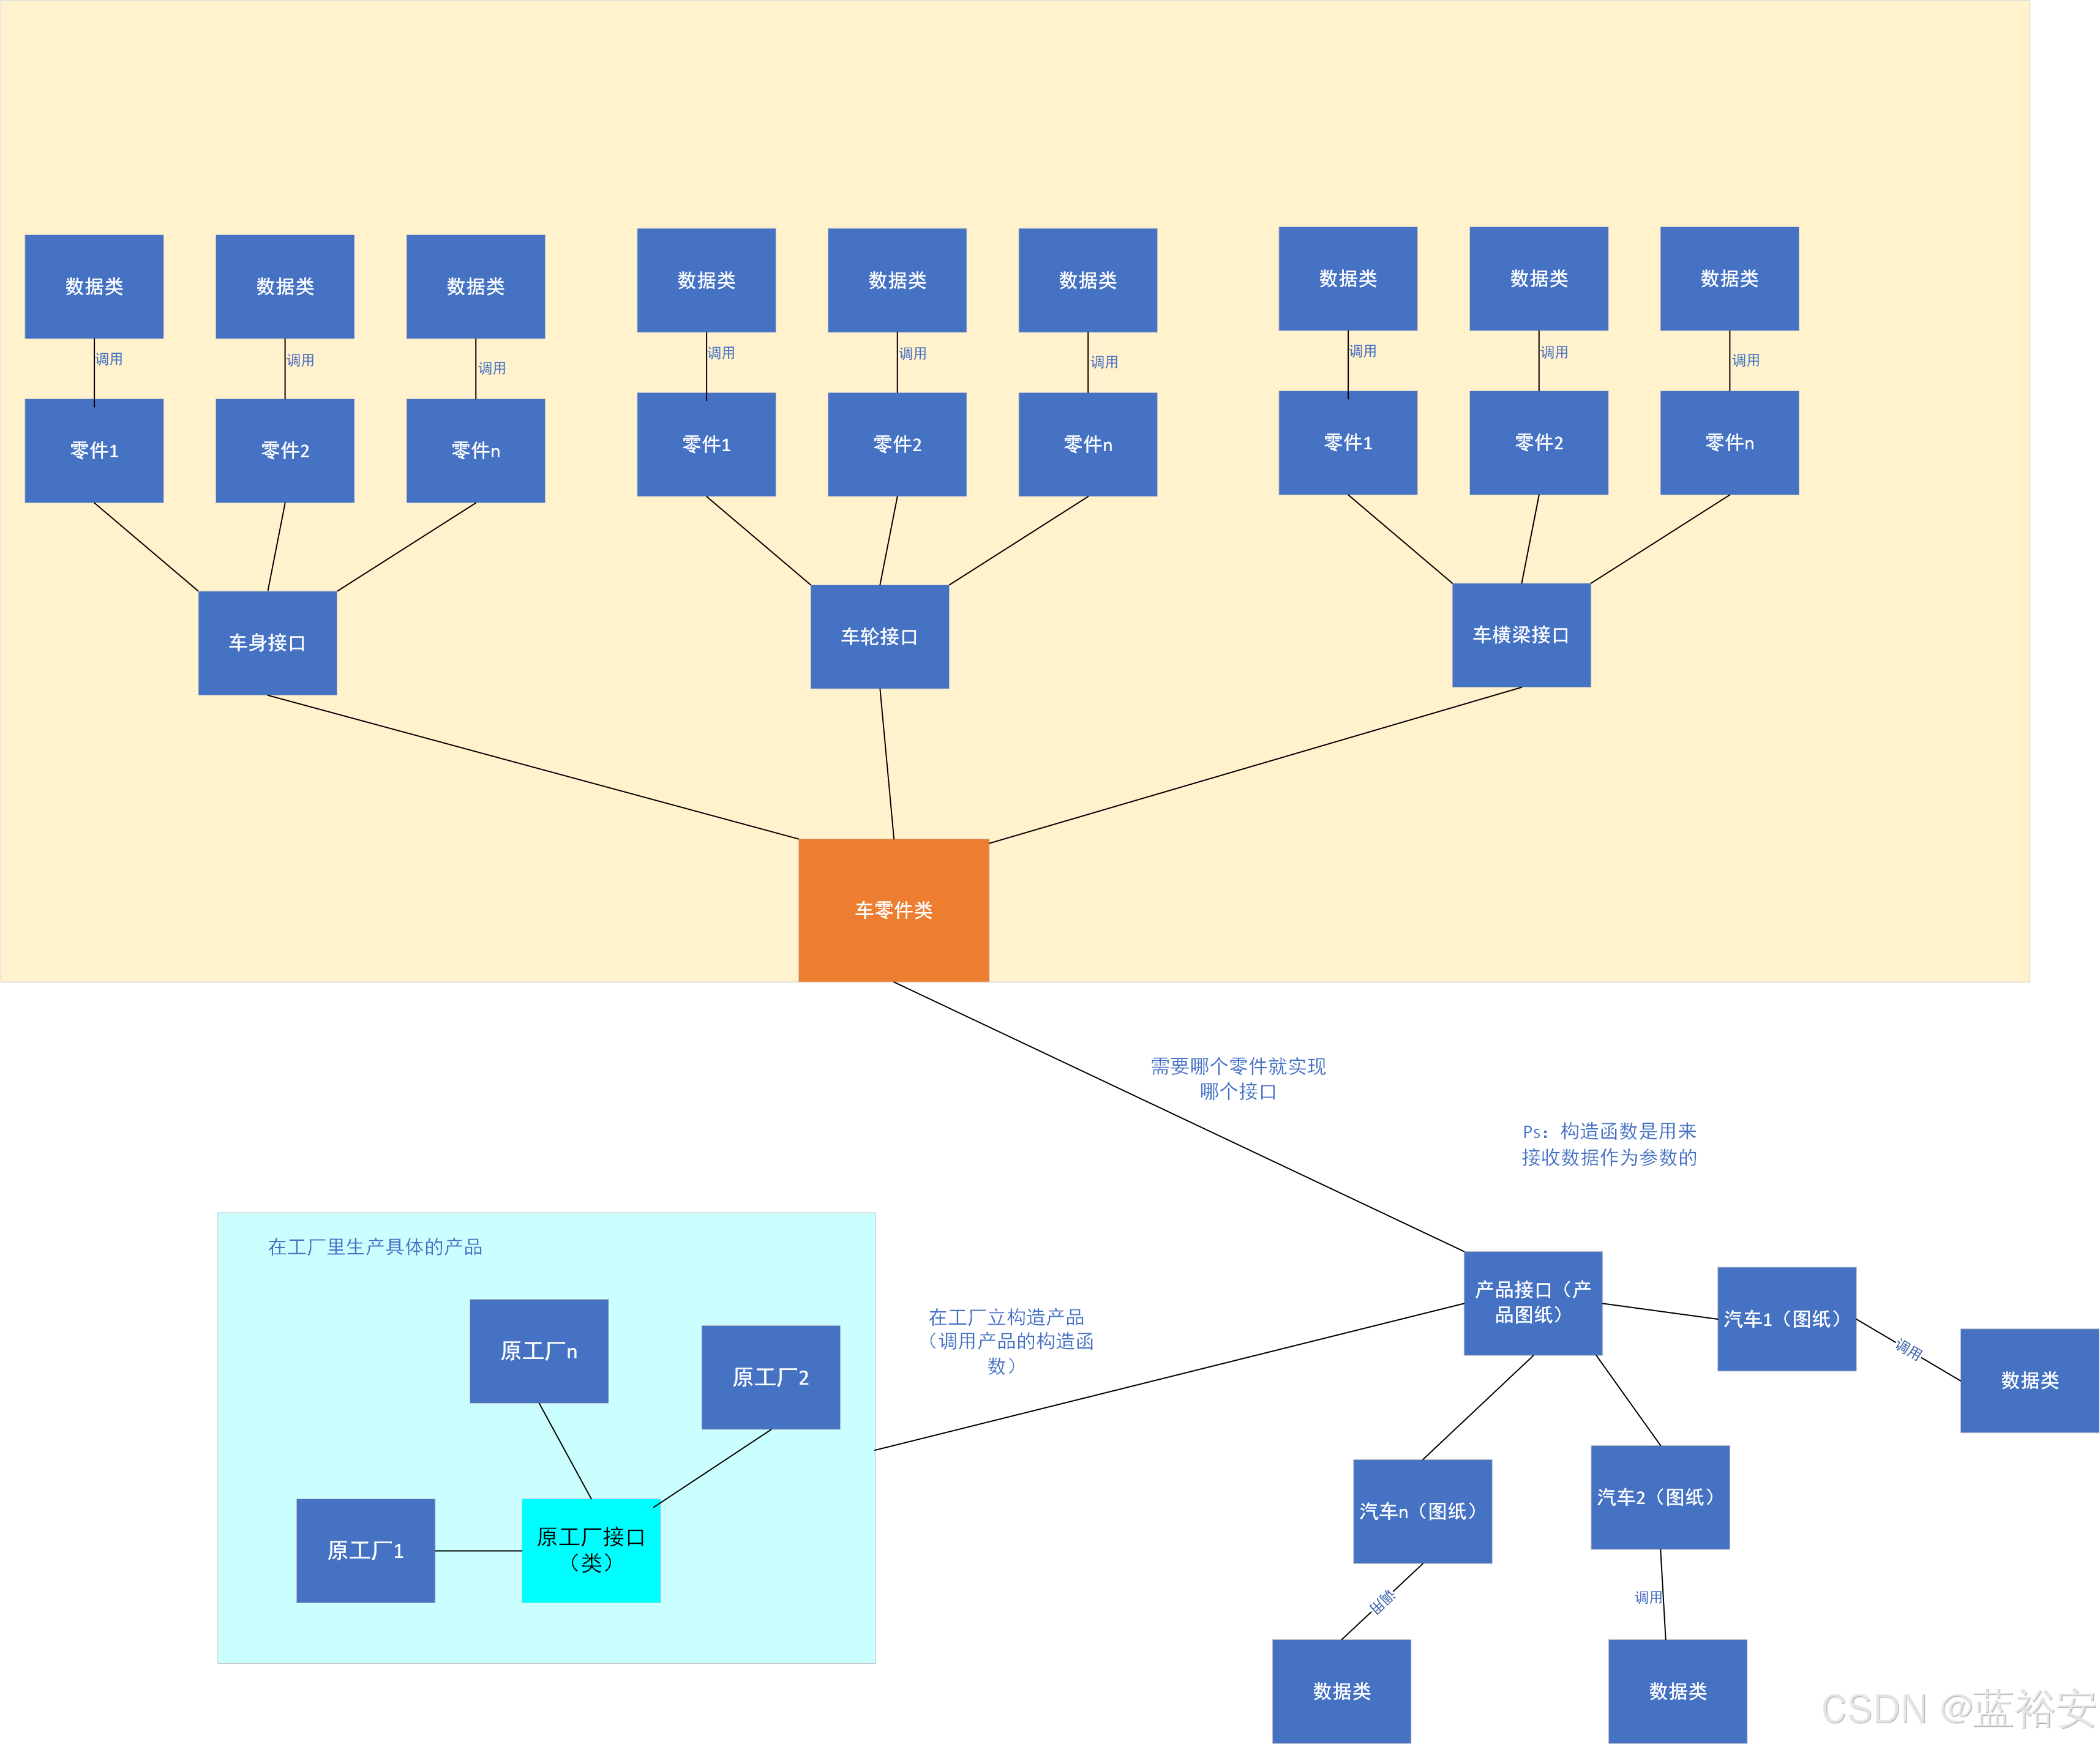 数据类
数据类
数据类
数据类
数据类
数据类
数据类
数据类
数据类
调用
调用
调用
调用
调用
调用
调用
调用
调用
零件1
零件2
零件n
零件1
零件2
零件n
零件1
零件2
零件n
车身接口
车轮接口
车横梁接口
车零件类
需要哪个零件就实现
哪个接口
Ps：构造函数是用来
接收数据作为参数的
在工厂里生产具体的产品
原工厂n
原工厂2
原工厂1
原工厂接口
（类）
在工厂立构造产品
（调用产品的构造函
数）
产品接口（产
品图纸）
汽车1（图纸）
调用
数据类
汽车n（图纸）
汽车2（图纸）
调用
调用
数据类
数据类
CSDN @蓝裕安